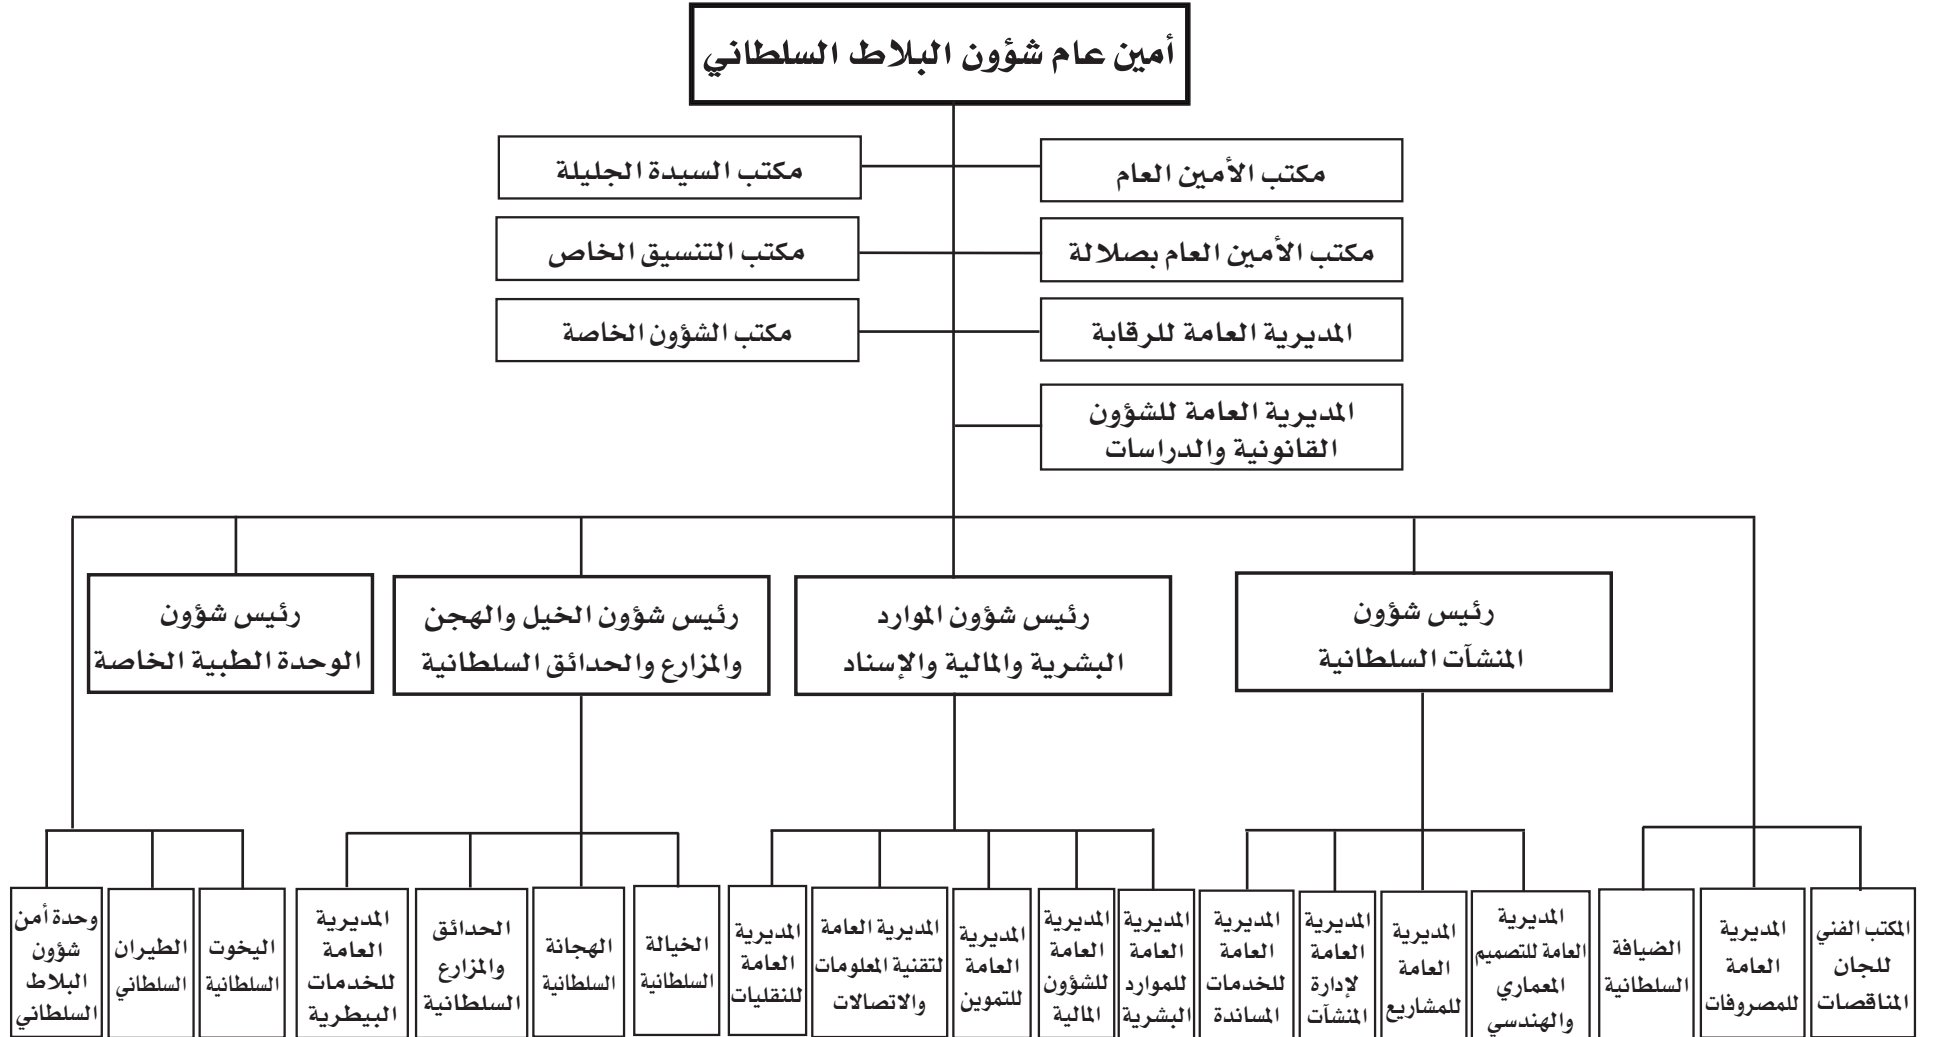 أمين عام شؤون البلاط السلطاني
مكتب الأمين العام
مكتب السيدة الجليلة
مكتب الأمين العام بصلالة
مكتب التنسيق الخاص
المديرية العامة للرقابة
مكتب الشؤون الخاصة
المديرية العامة للشؤون
القانونية والدراسات
رئيس شؤون
المنشآت السلطانية
رئيس شؤون الموارد
البشرية والمالية والإسناد
رئيس شؤون الخيل والهجن
والمزارع والحدائق السلطانية
رئيس شؤون
الوحدة الطبية الخاصة
المكتب الفني
للجان
المناقصات
المديرية
العامة
للمصروفات
الضيافة
السلطانية
المديرية
العامة للتصميم
المعماري
والهندسي
المديرية
العامة
للمشاريع
المديرية
العامة
لإدارة
المنشآت
المديرية
العامة
للخدمات
المساندة
المديرية
العامة
للموارد
البشرية
المديرية
العامة
للشؤون
المالية
المديرية
العامة
للتموين
المديرية العامة
لتقنية المعلومات
والاتصالات
المديرية
العامة
للنقليات
الخيالة
السلطانية
الهجانة
السلطانية
الحدائق
والمزارع
السلطانية
المديرية
العامة
للخدمات
البيطرية
اليخوت
السلطانية
الطيران
السلطاني
وحدة أمن
شؤون
البلاط
السلطاني